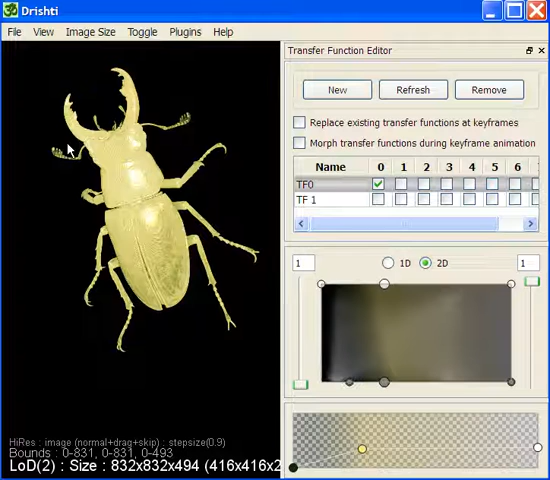 Drishti
File View Image Size Toggle Plugins Help
Transfer Function Editor
New Refresh Remove
Replace existing transfer functions at keyframes
Morph transfer functions during keyframe animation
Name 0 1 2 3 4 5 6
TF0
TF 1
1 1D 2D 1
HiRes : image (normal+drag+skip) : stepsize(0.9)
Bounds : 0-831, 0-831, 0-493
LoD(2) : Size : 832x832x494 (416x416x2